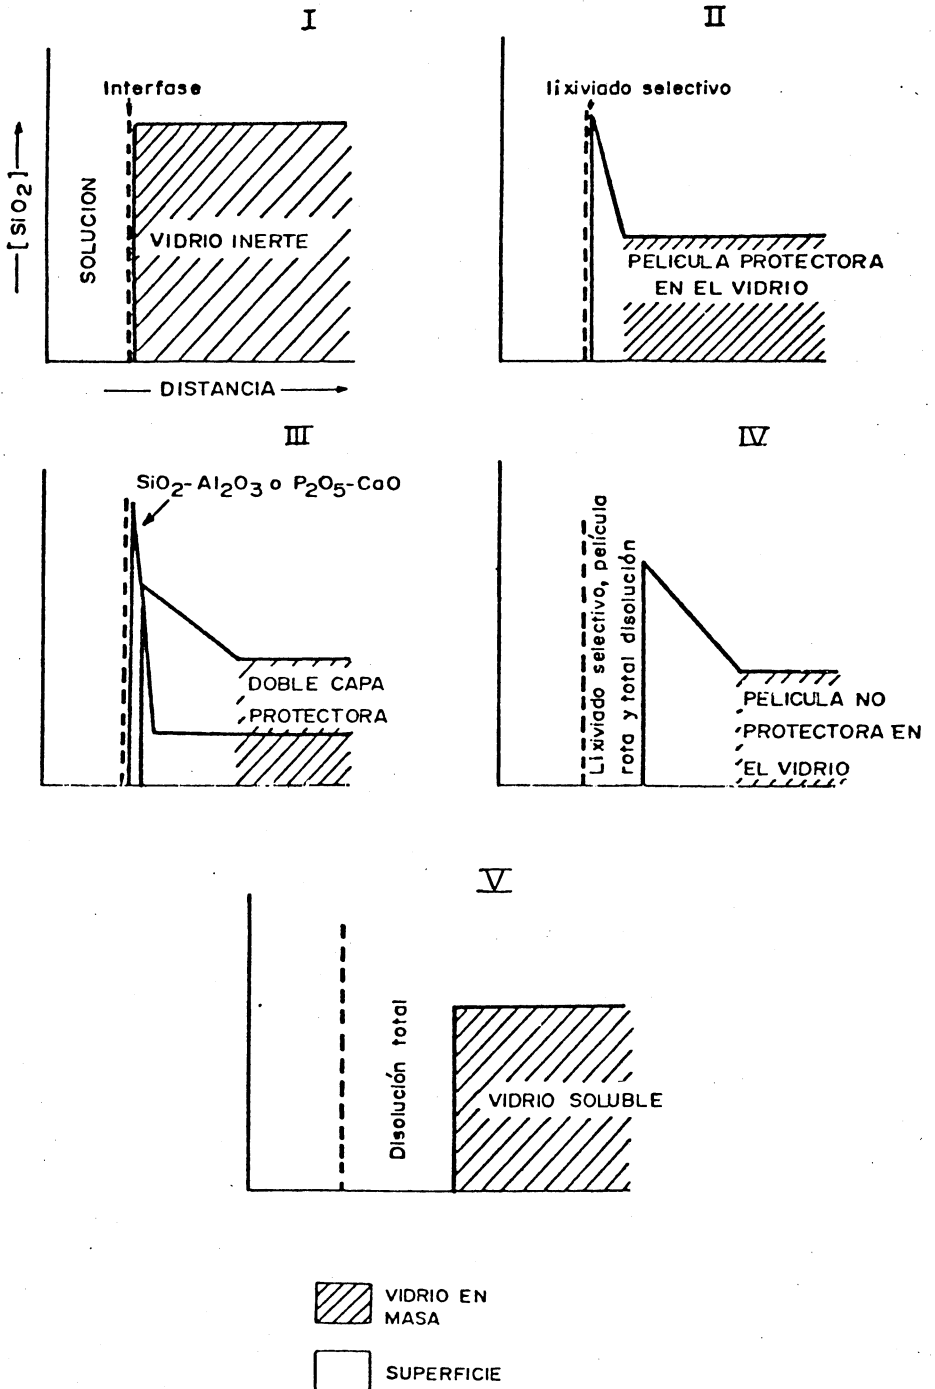 I
Interfase
[SiO2]
SOLUCION
VIDRIO INERTE
DISTANCIA
II
lixiviado selectivo
PELICULA PROTECTORA
EN EL VIDRIO
III
SiO2-Al2O3 o P2O5-CaO
DOBLE CAPA
PROTECTORA
IV
Lixiviado selectivo, película
rota y total disolución
PELICULA NO
PROTECTORA EN
EL VIDRIO
V
Disolución total
VIDRIO SOLUBLE
VIDRIO EN
MASA
SUPERFICIE